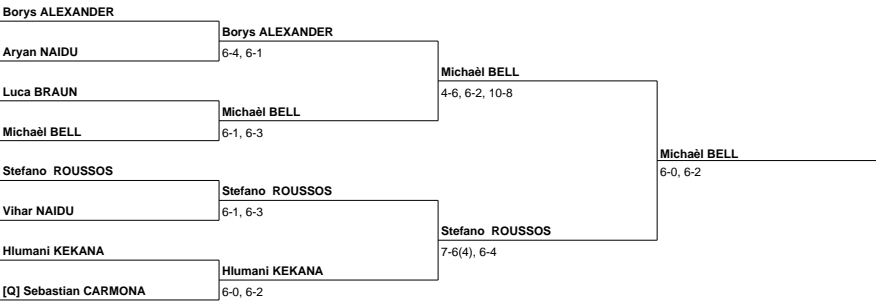 Borys ALEXANDER
Borys ALEXANDER
Aryan NAIDU
6-4, 6-1
Michaèl BELL
Luca BRAUN
4-6, 6-2, 10-8
Michaèl BELL
Michaèl BELL
6-1, 6-3
Michaèl BELL
Stefano ROUSSOS
6-0, 6-2
Stefano ROUSSOS
Vihar NAIDU
6-1, 6-3
Stefano ROUSSOS
Hlumani KEKANA
7-6(4), 6-4
Hlumani KEKANA
[Q] Sebastian CARMONA
6-0, 6-2